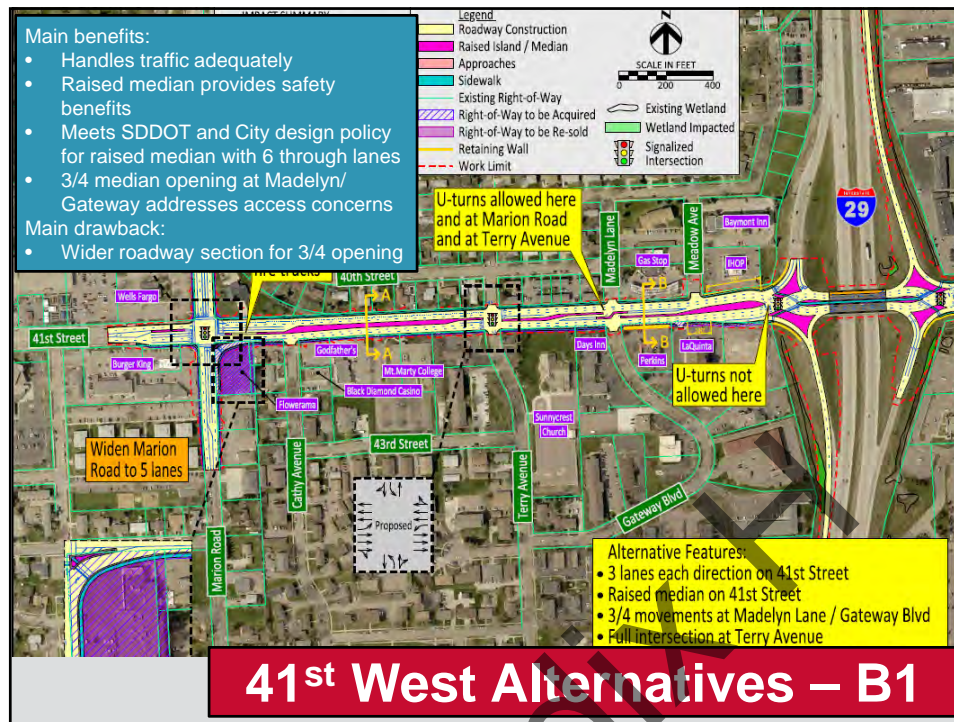 IMPACT SUMMARY
Main benefits:
• Handles traffic adequately
• Raised median provides safety
benefits
• Meets SDDOT and City design policy
for raised median with 6 through lanes
• 3/4 median opening at Madelyn/
Gateway addresses access concerns
Main drawback:
• Wider roadway section for 3/4 opening
Legend
Roadway Construction
Raised Island / Median
Approaches
Sidewalk
Existing Right-of-Way
Right-of-Way to be Acquired
Right-of-Way to be Re-sold
Retaining Wall
Work Limit
N
SCALE IN FEET
0 200 400
Existing Wetland
Wetland Impacted
Signalized
Intersection
INTERSTATE
29
U-turns allowed here
and at Marion Road
and at Terry Avenue
Madelyn Lane
Meadow Ave
Baymont Inn
Gas Stop
IHOP
fire trucks
40th Street
Wells Fargo
A
B
41st Street
Burger King
Godfather's
A
Mt.Marty College
Days Inn
B
Perkins
LaQuinta
Black Diamond Casino
Flowerama
U-turns not
allowed here
Sunnycrest
Church
Widen Marion
Road to 5 lanes
43rd Street
Cathy Avenue
Terry Avenue
Gateway Blvd
Proposed
Marion Road
Alternative Features:
• 3 lanes each direction on 41st Street
• Raised median on 41st Street
• 3/4 movements at Madelyn Lane / Gateway Blvd
• Full intersection at Terry Avenue
41st West Alternatives – B1